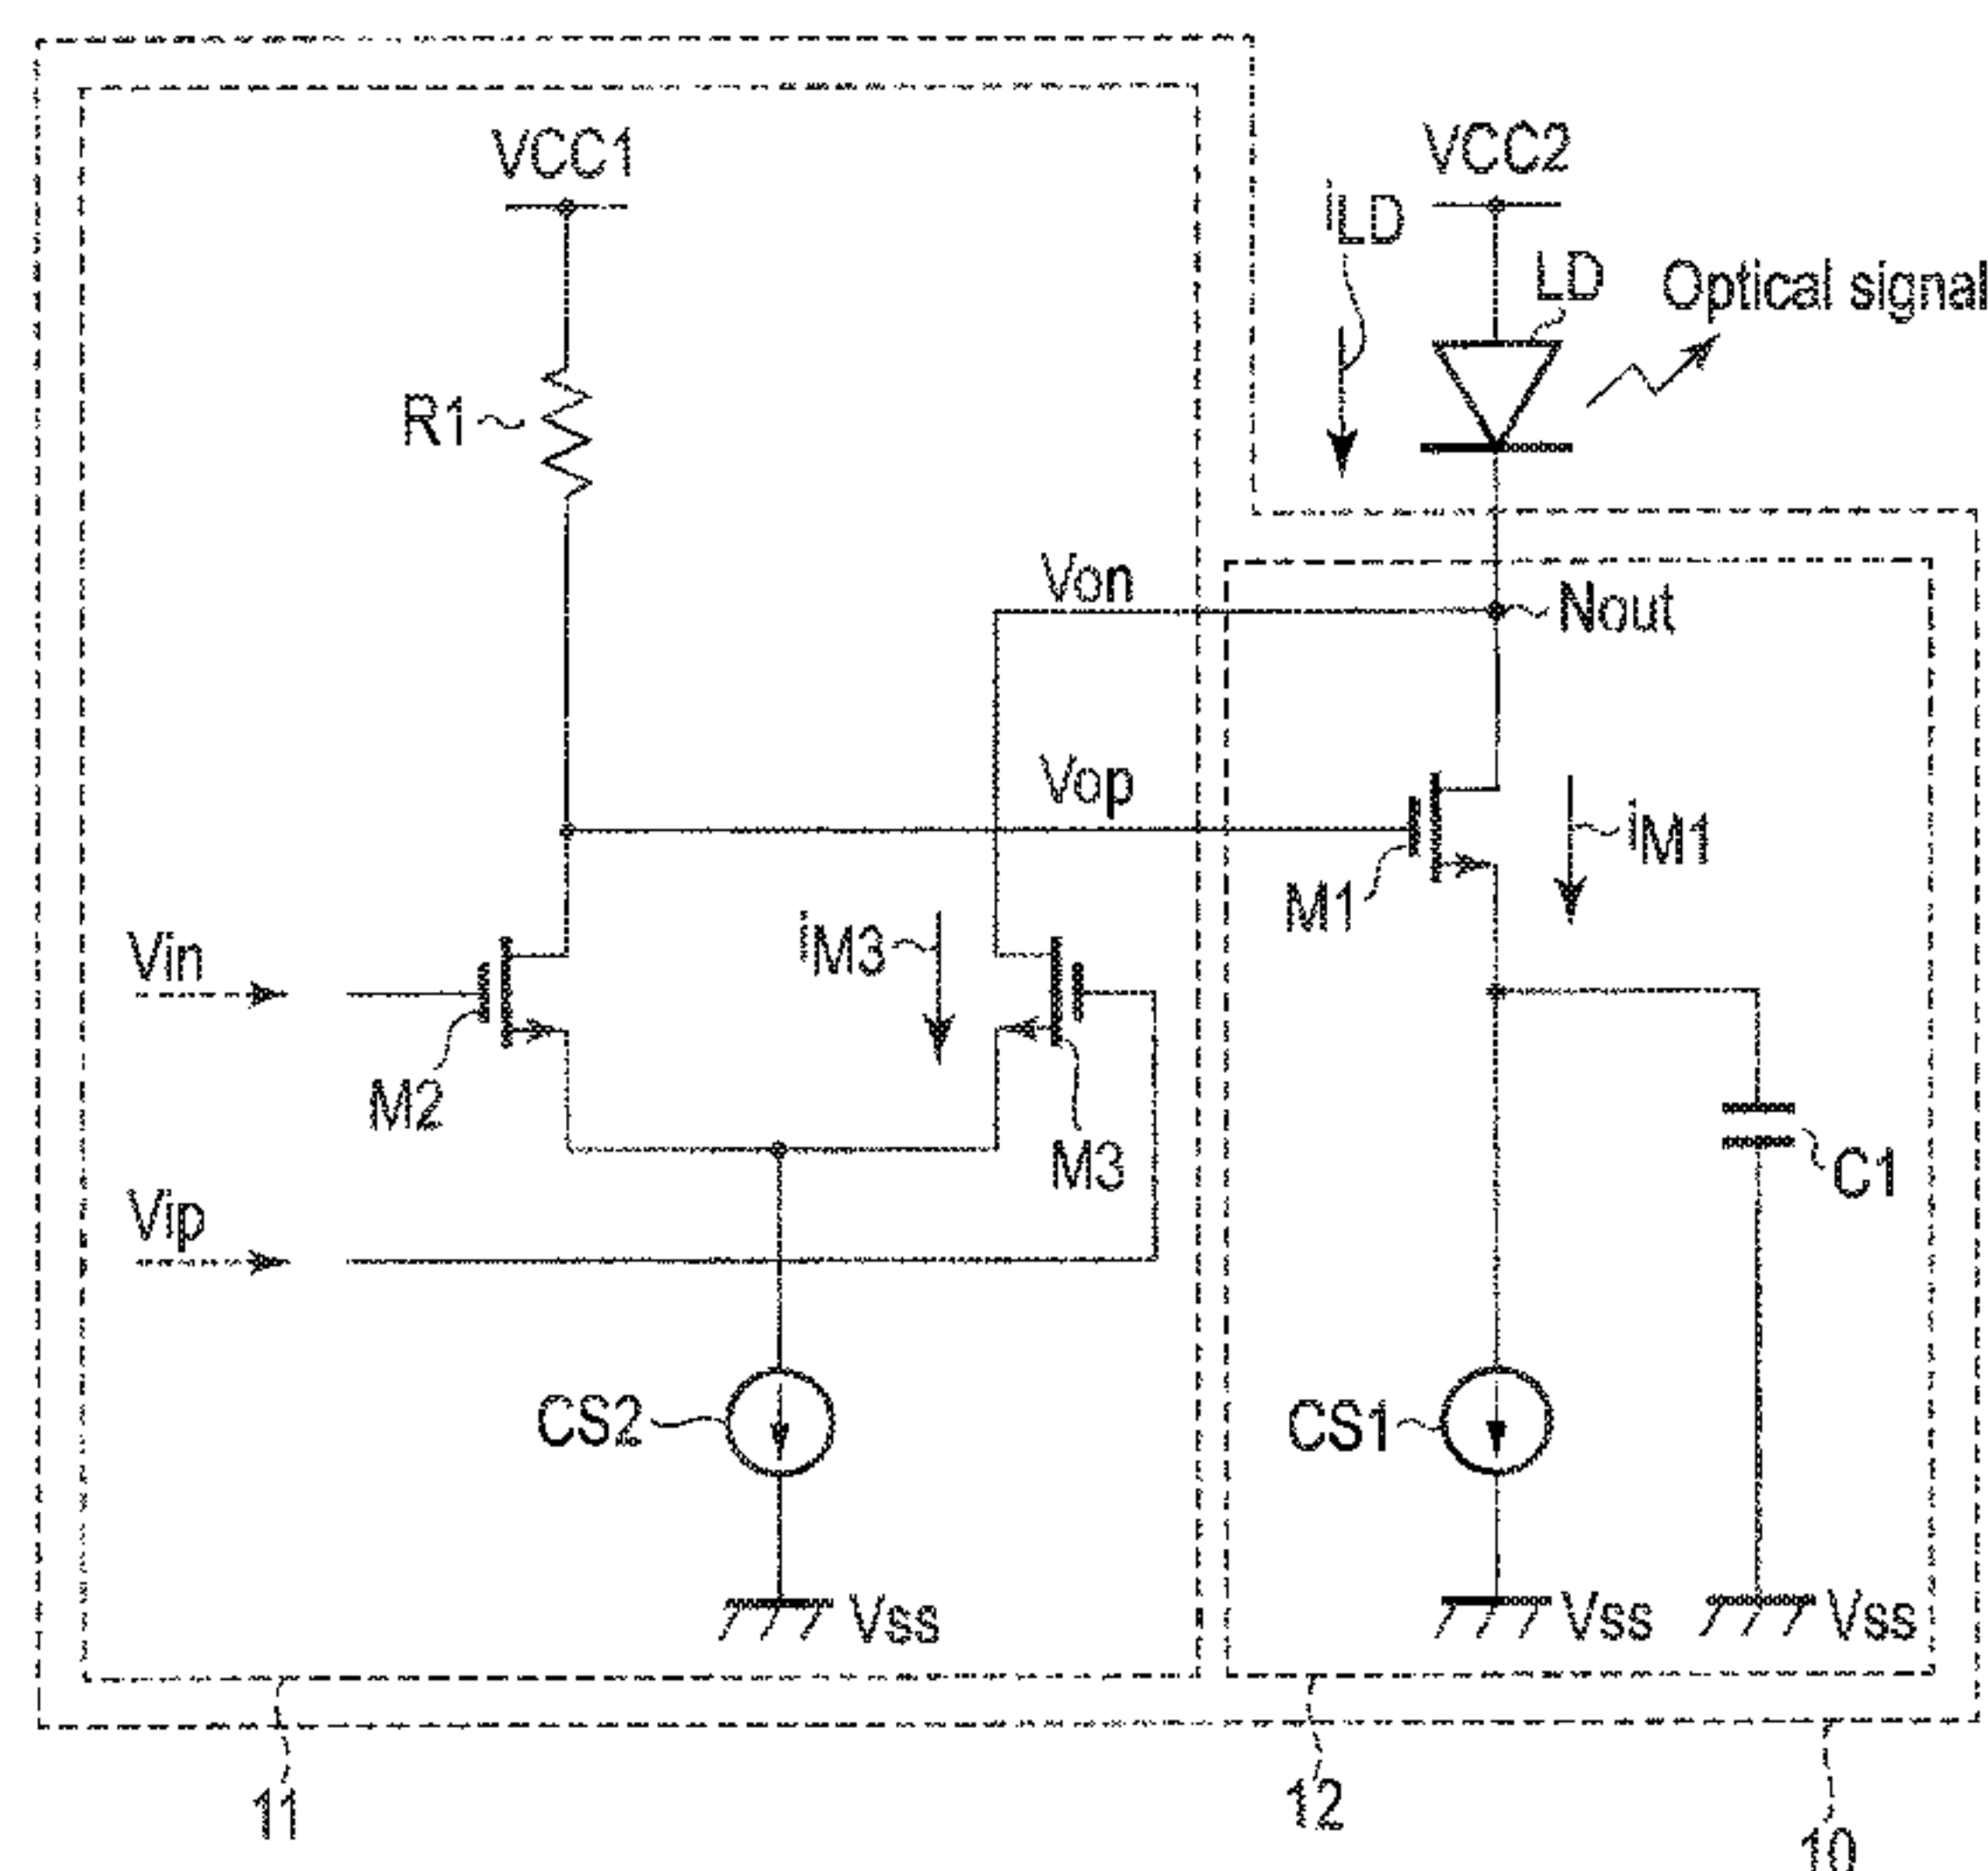 VCC1
VCC2
iLD
LD
Optical signal
R1
Von
Nout
Vop
iM1
M1
Vin
iM3
M2
M3
C1
Vip
CS2
CS1
Vss
Vss
Vss
11
12
10